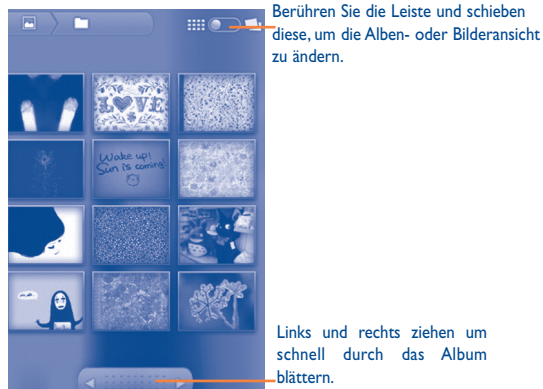 Berühren Sie die Leiste und schieben
diese, um die Alben- oder Bilderansicht
zu ändern.
LOVE
Wake up!
Sun is coming!
Links und rechts ziehen um
schnell durch das Album
blättern.